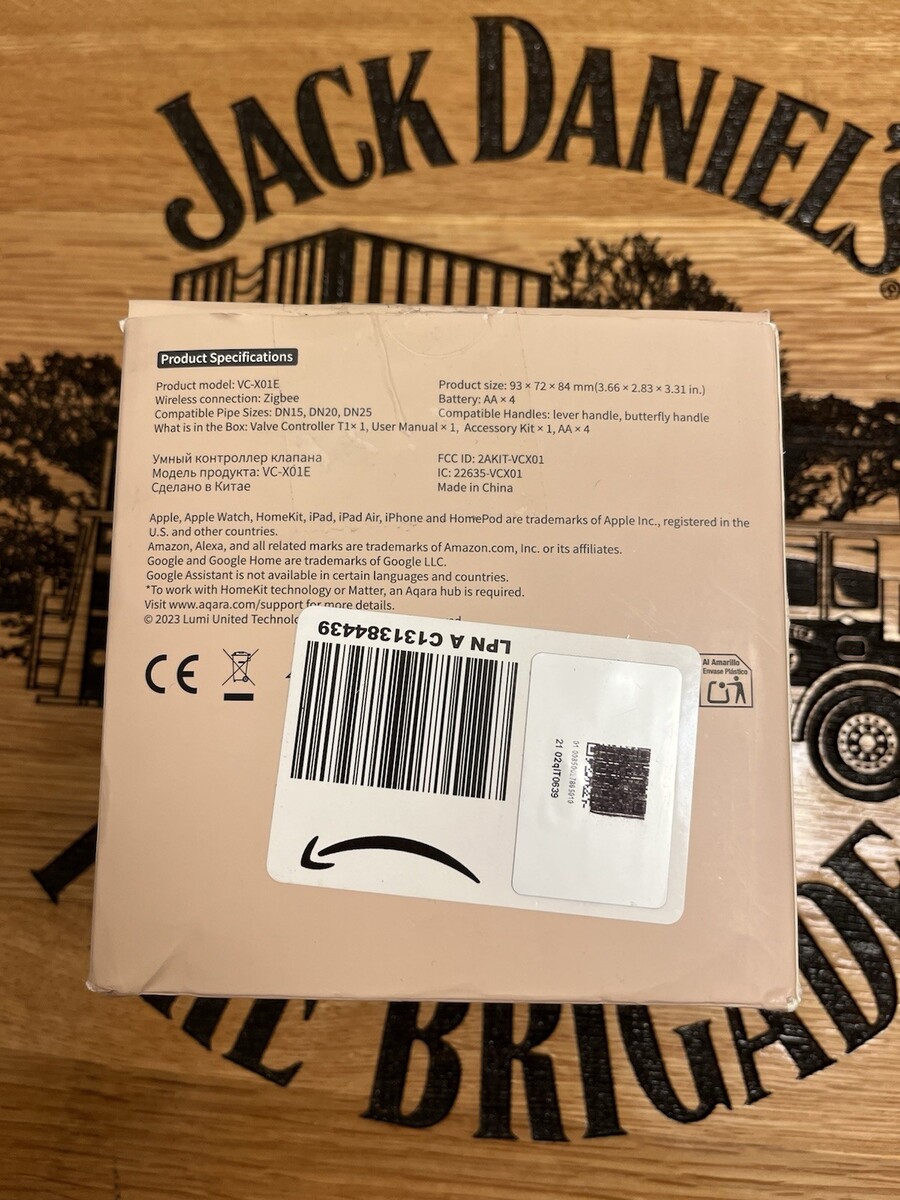 JACK DANIEL'S
®
Product Specifications
Product model: VC-X01E
Wireless connection: Zigbee
Compatible Pipe Sizes: DN15, DN20, DN25
What is in the Box: Valve Controller T1× 1, User Manual × 1, Accessory Kit × 1, AA × 4
Product size: 93 × 72 × 84 mm(3.66 × 2.83 × 3.31 in.)
Battery: AA × 4
Compatible Handles: lever handle, butterfly handle
Умный контроллер клапана
Модель продукта: VC-X01E
Сделано в Китае
FCC ID: 2AKIT-VCX01
IC: 22635-VCX01
Made in China
Apple, Apple Watch, HomeKit, iPad, iPad Air, iPhone and HomePod are trademarks of Apple Inc., registered in the
U.S. and other countries.
Amazon, Alexa, and all related marks are trademarks of Amazon.com, Inc. or its affiliates.
Google and Google Home are trademarks of Google LLC.
Google Assistant is not available in certain languages and countries.
*To work with HomeKit technology or Matter, an Aqara hub is required.
Visit www.aqara.com/support for more details.
© 2023 Lumi United
LPN A C131384439
CE
Al Amarillo
Envase Plástico
21 02qIT0639
BRIGADE